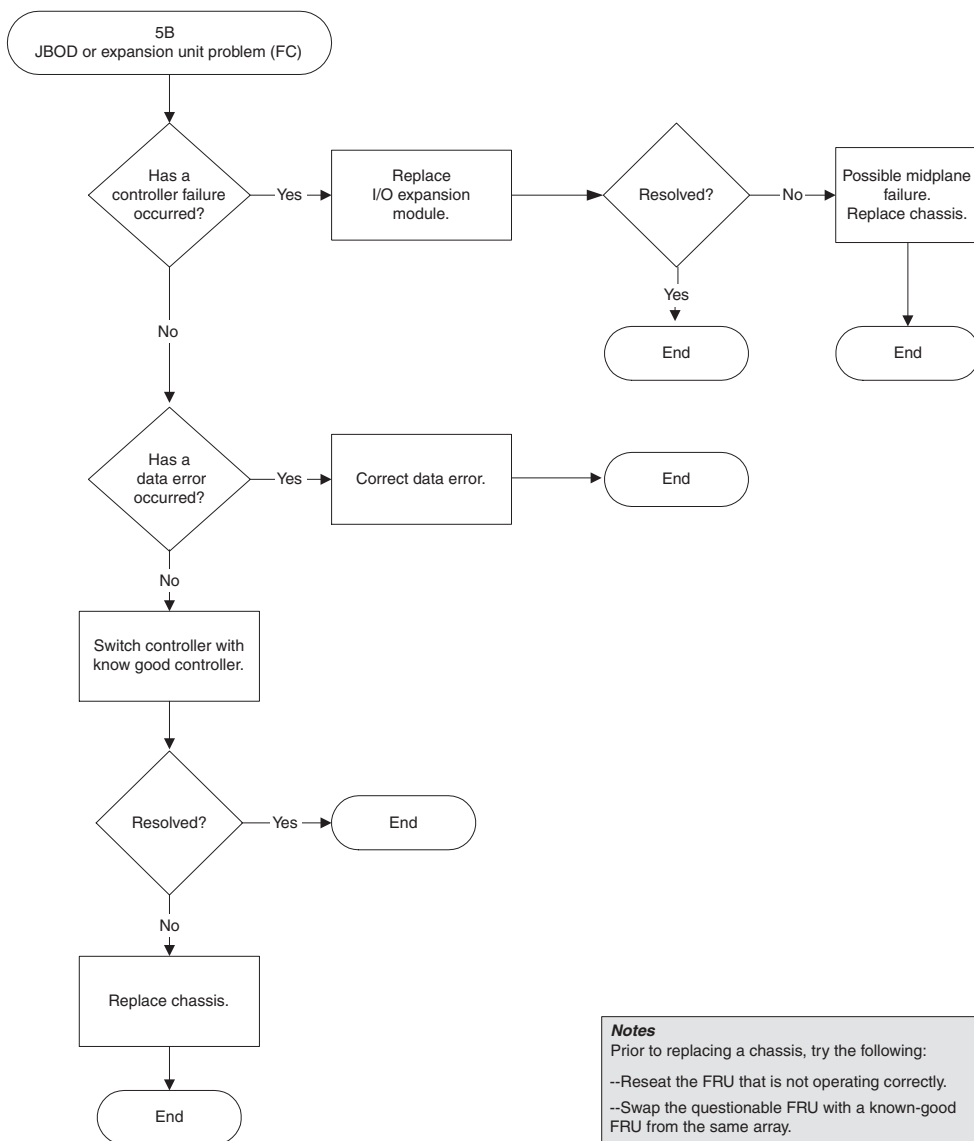 5B
JBOD or expansion unit problem (FC)
Has a
controller failure
occurred?
Yes
Replace
I/O expansion
module.
Resolved?
No
Possible midplane
failure.
Replace chassis.
Yes
End
End
No
Has a
data error
occurred?
Yes
Correct data error.
End
No
Switch controller with
know good controller.
Resolved?
Yes
End
No
Replace chassis.
End
Notes
Prior to replacing a chassis, try the following:
--Reseat the FRU that is not operating correctly.
--Swap the questionable FRU with a known-good
FRU from the same array.